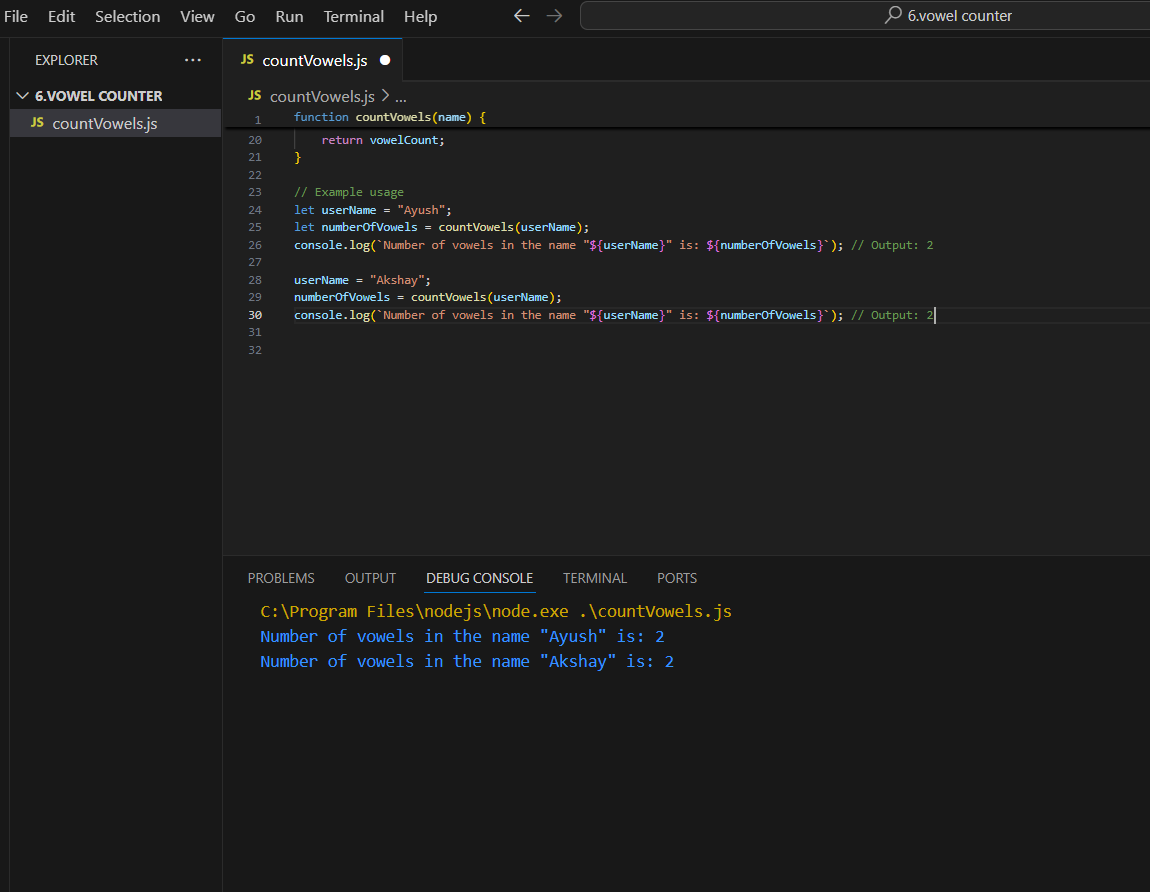 File Edit Selection View Go Run Terminal Help
6.vowel counter
EXPLORER ...
6.VOWEL COUNTER
JS countVowels.js
JS countVowels.js
JS countVowels.js > ...
1 function countVowels(name) {
20 return vowelCount;
21 }
22
23 // Example usage
24 let userName = "Ayush";
25 let numberOfVowels = countVowels(userName);
26 console.log(`Number of vowels in the name "${userName}" is: ${numberOfVowels}`); // Output: 2
27
28 userName = "Akshay";
29 numberOfVowels = countVowels(userName);
30 console.log(`Number of vowels in the name "${userName}" is: ${numberOfVowels}`); // Output: 2
31
32
PROBLEMS OUTPUT DEBUG CONSOLE TERMINAL PORTS
C:\Program Files\nodejs\node.exe .\countVowels.js
Number of vowels in the name "Ayush" is: 2
Number of vowels in the name "Akshay" is: 2